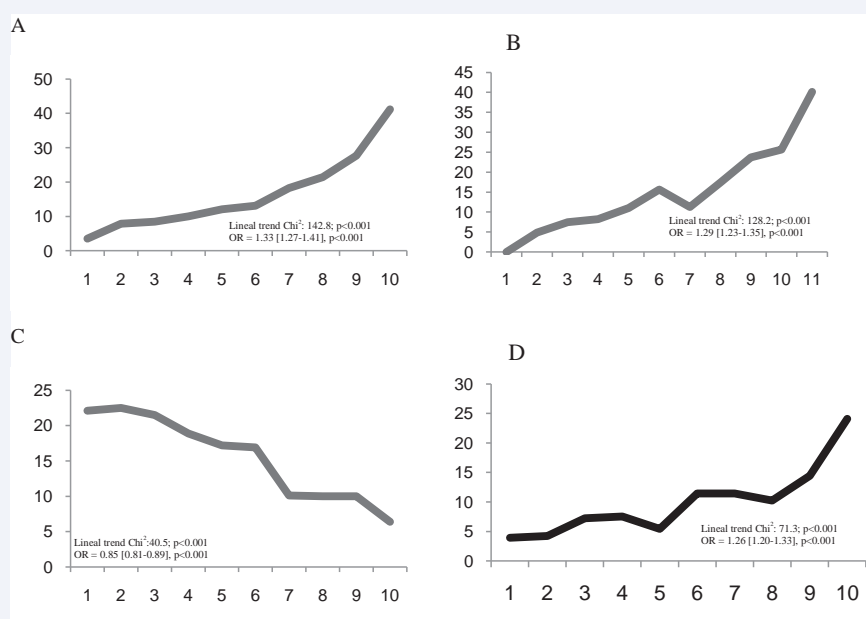 A
50
40
30
20
10
0
Lineal trend Chi²: 142.8; p<0.001
OR = 1.33 [1.27-1.41], p<0.001
1 2 3 4 5 6 7 8 9 10
B
45
40
35
30
25
20
15
10
5
0
Lineal trend Chi²: 128.2; p<0.001
OR = 1.29 [1.23-1.35], p<0.001
1 2 3 4 5 6 7 8 9 10 11
C
25
20
15
10
5
0
Lineal trend Chi²:40.5; p<0.001
OR = 0.85 [0.81-0.89], p<0.001
1 2 3 4 5 6 7 8 9 10
D
30
25
20
15
10
5
0
Lineal trend Chi²: 71.3; p<0.001
OR = 1.26 [1.20-1.33], p<0.001
1 2 3 4 5 6 7 8 9 10